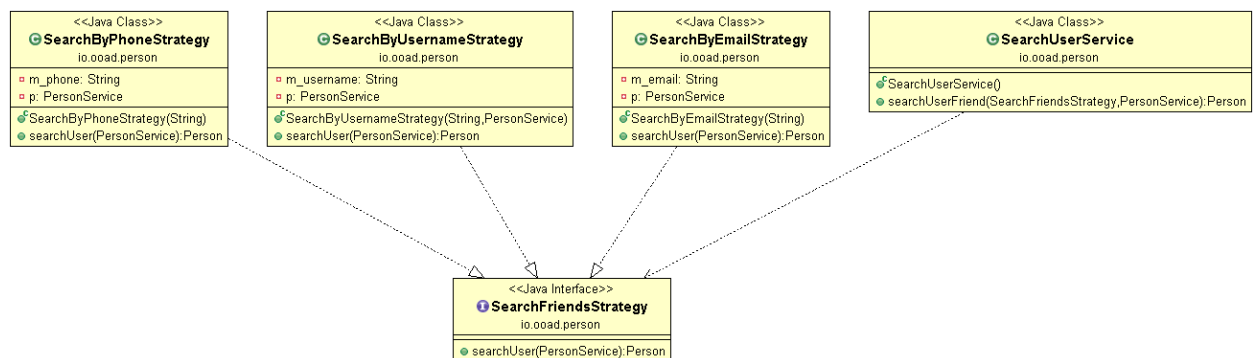 <<Java Class>>
SearchByPhoneStrategy
io.ooad.person
m_phone: String
p: PersonService
SearchByPhoneStrategy(String)
searchUser(PersonService):Person
<<Java Class>>
SearchByUsernameStrategy
io.ooad.person
m_username: String
p: PersonService
SearchByUsernameStrategy(String,PersonService)
searchUser(PersonService):Person
<<Java Class>>
SearchByEmailStrategy
io.ooad.person
m_email: String
p: PersonService
SearchByEmailStrategy(String)
searchUser(PersonService):Person
<<Java Class>>
SearchUserService
io.ooad.person
SearchUserService()
searchUserFriend(SearchFriendsStrategy,PersonService):Person
<<Java Interface>>
SearchFriendsStrategy
io.ooad.person
searchUser(PersonService):Person